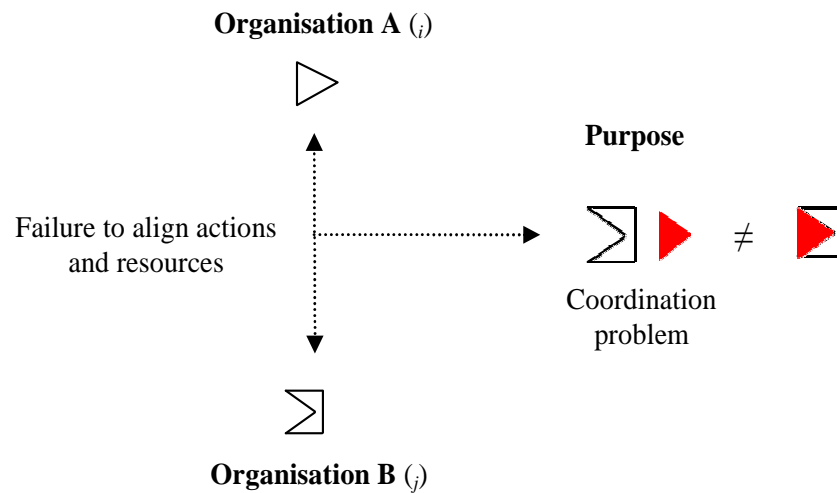 Organisation A (i)
Purpose
Failure to align actions
and resources
≠
Coordination
problem
Organisation B (j)